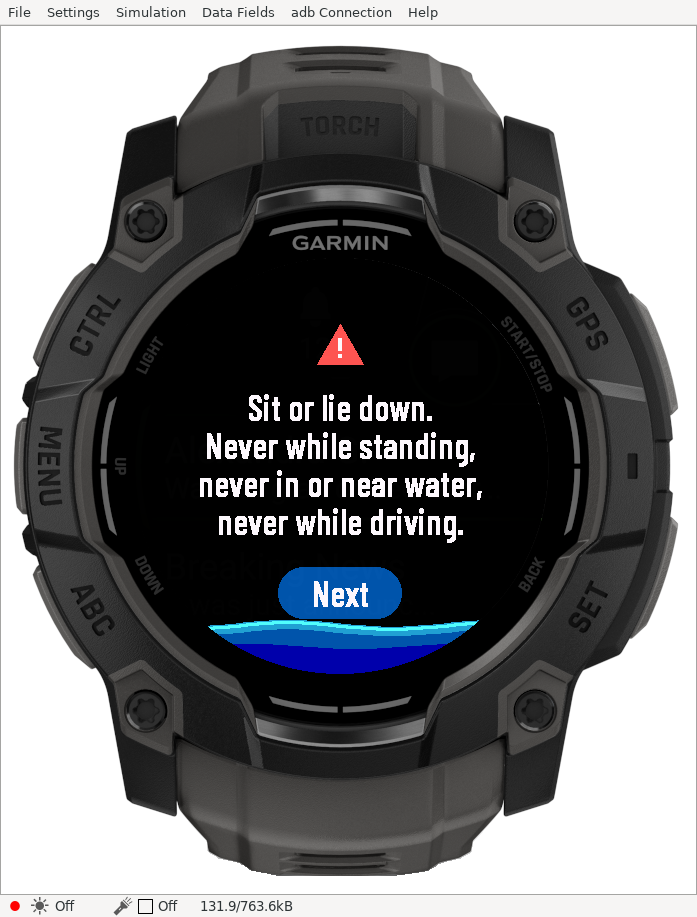 File Settings Simulation Data Fields adb Connection Help
TORCH
GARMIN
CTRL
GPS
LIGHT
START/STOP
!
Sit or lie down.
Never while standing,
never in or near water,
never while driving.
MENU
UP
DOWN
BACK
ABC
SET
Next
Off Off 131.9/763.6kB